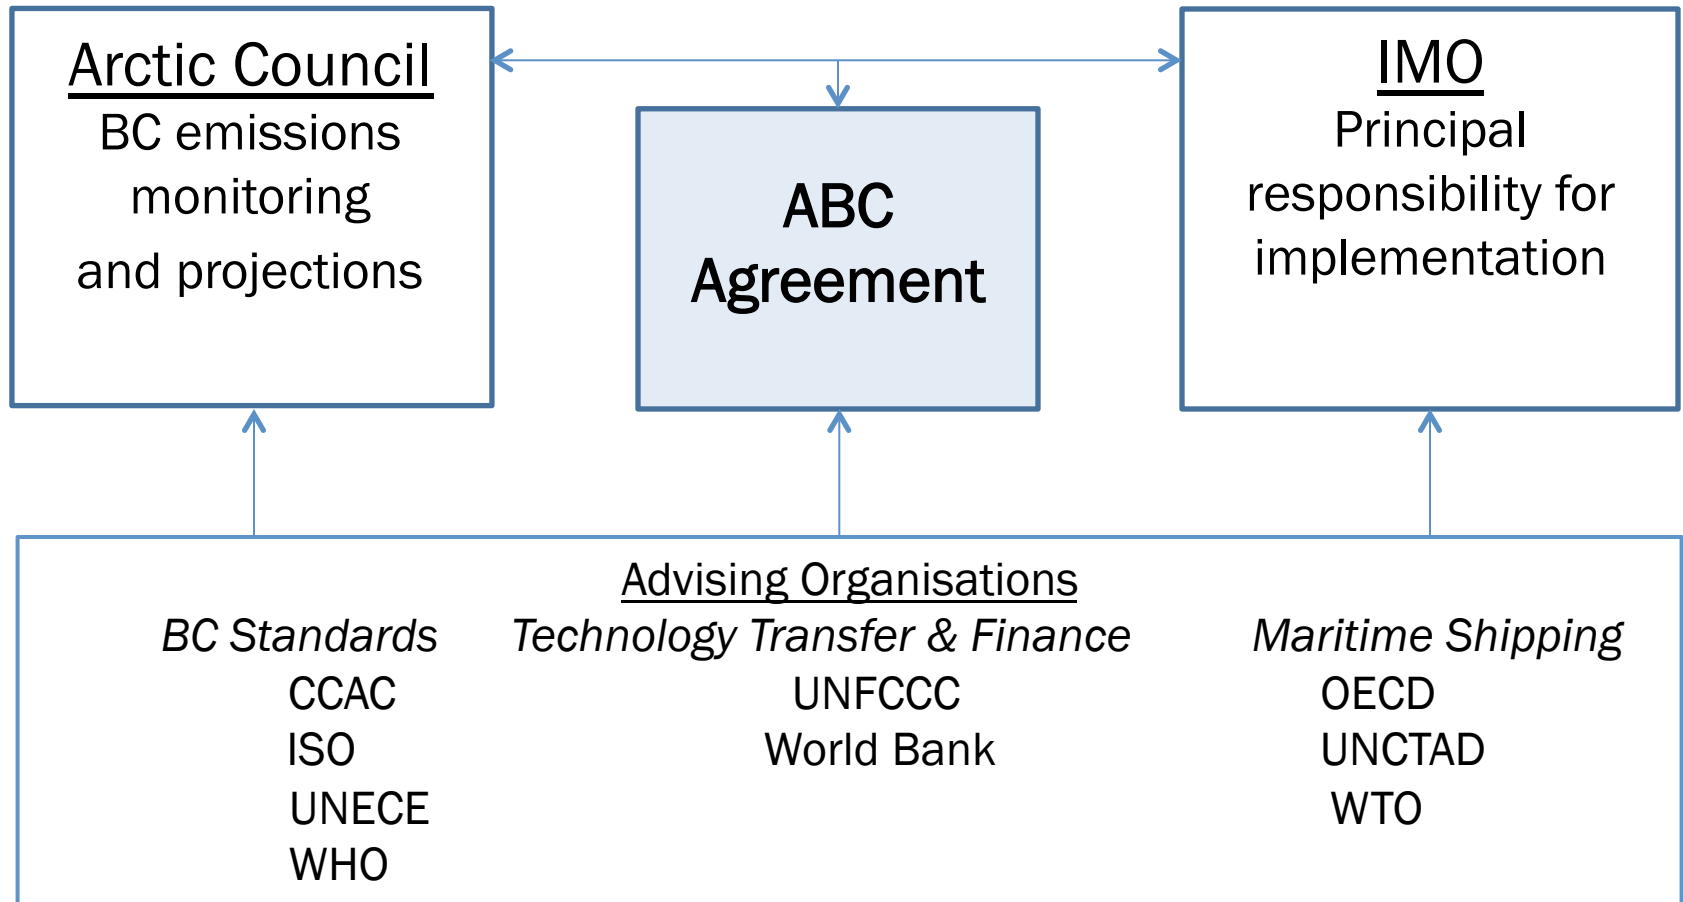 Arctic Council
BC emissions
monitoring
and projections
ABC
Agreement
IMO
Principal
responsibility for
implementation
Advising Organisations
BC Standards
CCAC
ISO
UNECE
WHO
Technology Transfer & Finance
UNFCCC
World Bank
Maritime Shipping
OECD
UNCTAD
WTO